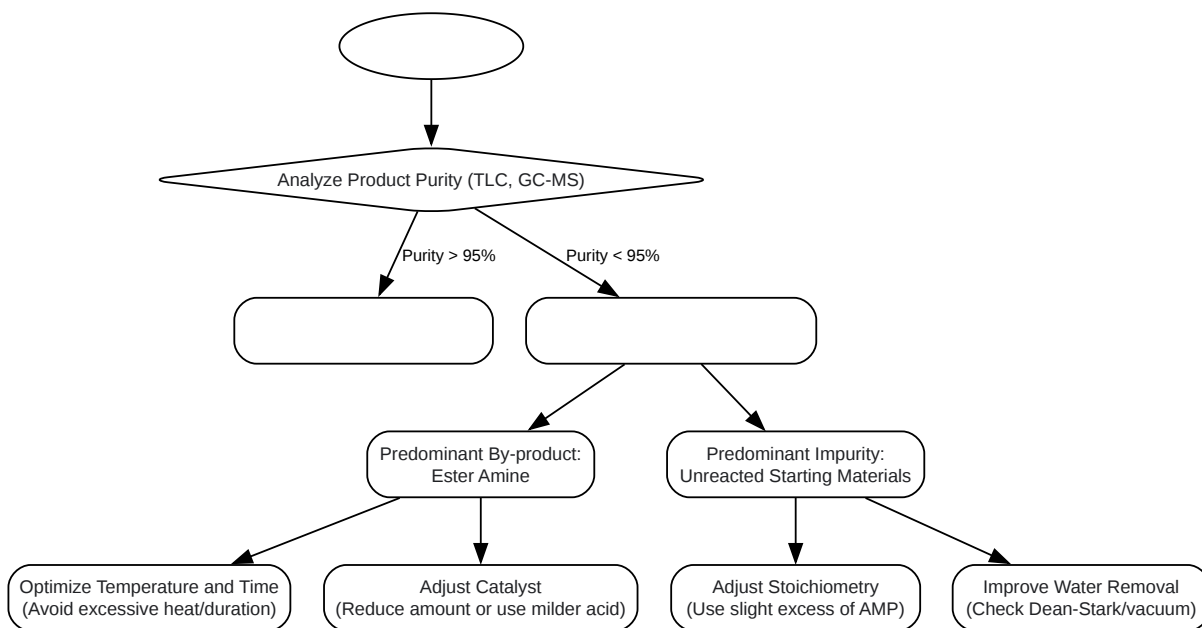 Analyze Product Purity (TLC, GC-MS)
Purity > 95%
Purity < 95%
Predominant By-product:
Ester Amine
Predominant Impurity:
Unreacted Starting Materials
Optimize Temperature and Time
(Avoid excessive heat/duration)
Adjust Catalyst
(Reduce amount or use milder acid)
Adjust Stoichiometry
(Use slight excess of AMP)
Improve Water Removal
(Check Dean-Stark/vacuum)